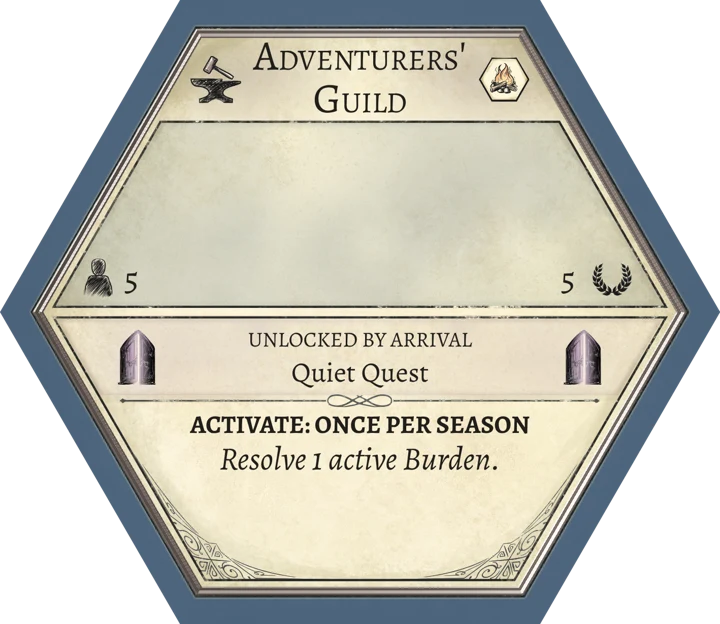 ADVENTURERS'
GUILD
5 5
UNLOCKED BY ARRIVAL
Quiet Quest
ACTIVATE: ONCE PER SEASON
Resolve 1 active Burden.